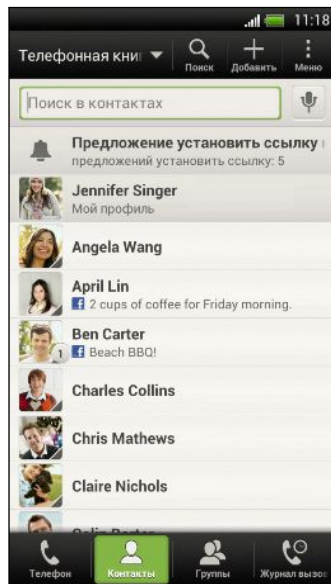 11:18
Телефонная кни
Поиск
Добавить
Меню
Поиск в контактах
Предложение установить ссылку
предложений установить ссылку: 5
Jennifer Singer
Мой профиль
Angela Wang
April Lin
2 cups of coffee for Friday morning.
Ben Carter
1
Beach BBQ!
Charles Collins
Chris Mathews
Claire Nichols
Телефон
Контакты
Группы
Журнал вызо